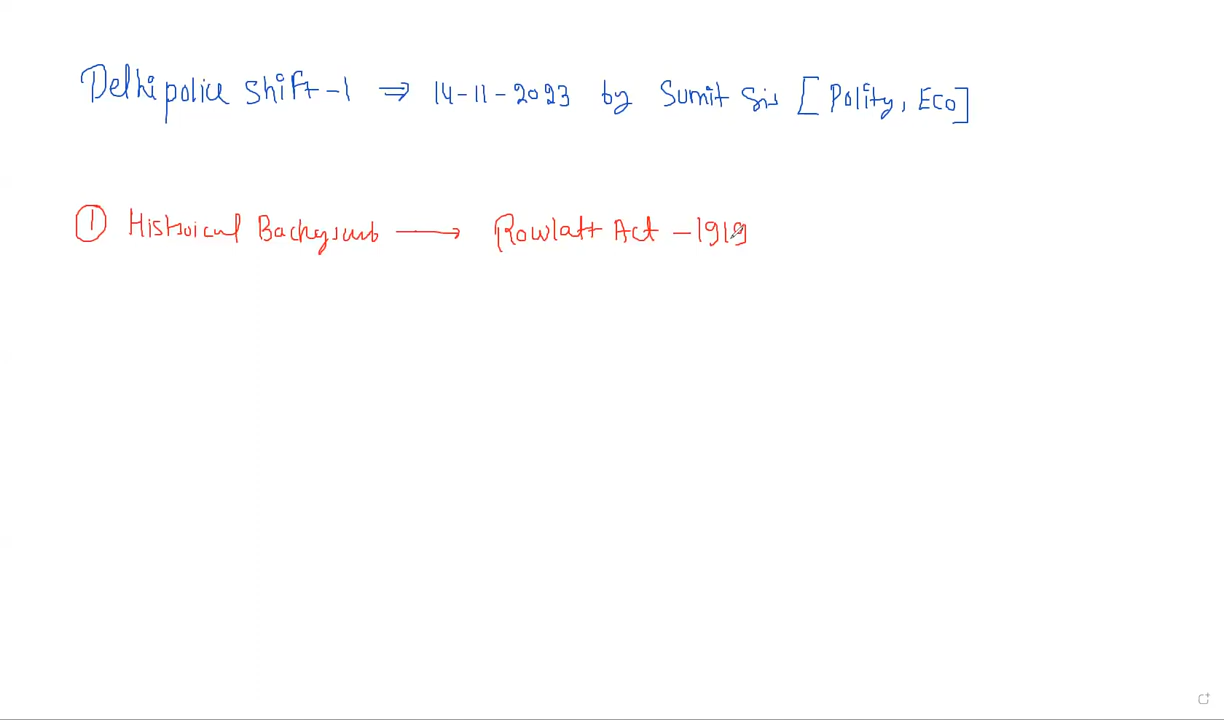 Delhi police Shift-1 ⇒ 14-11-2023 by Sumit Sir [Polity, Eco]
① Historical Background → Rowlatt Act - 1919